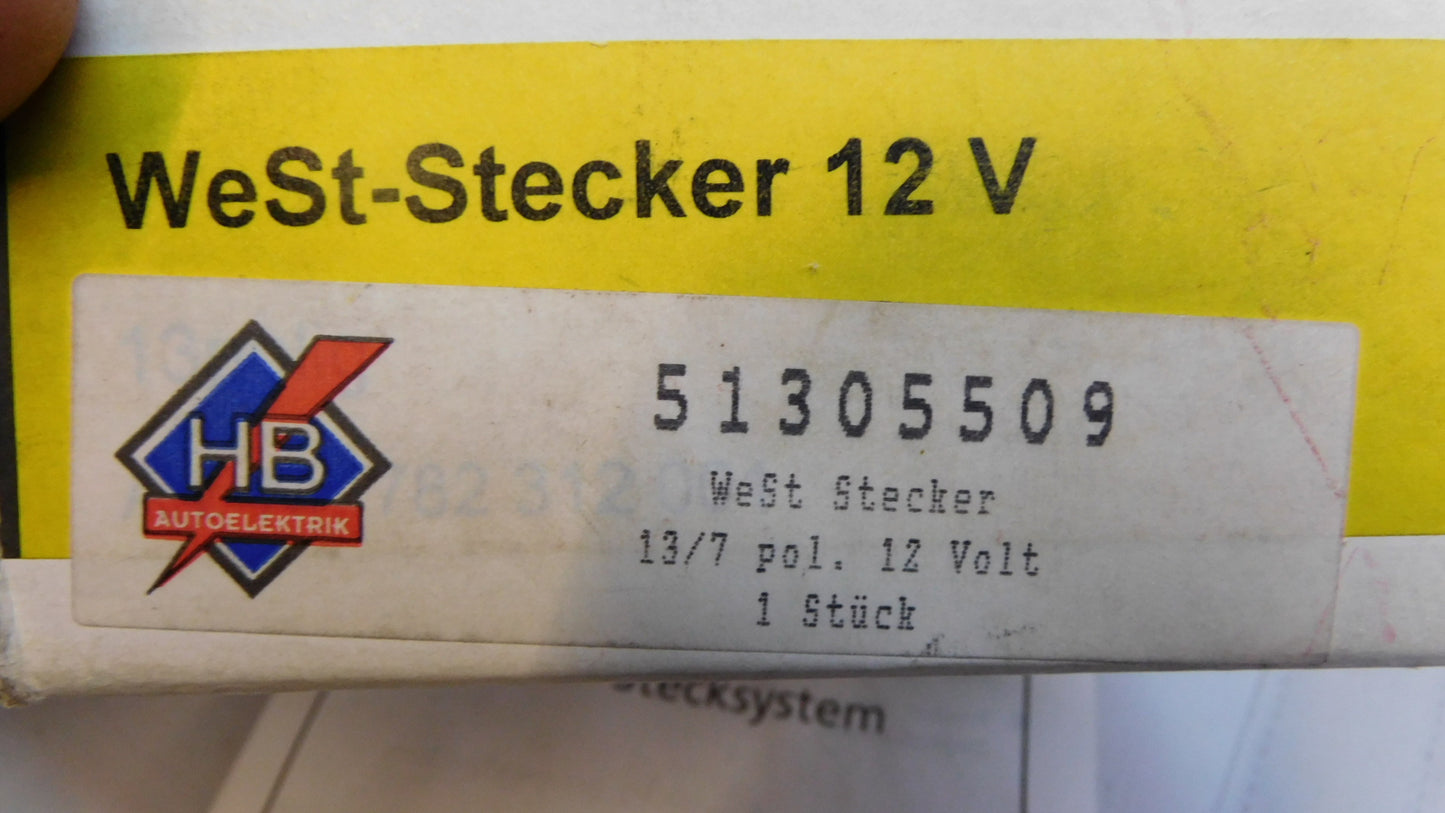 WeSt-Stecker 12 V
HB
AUTOELEKTRIK
51305509
WeSt Stecker
13/7 pol. 12 Volt
1 Stück
Stecksystem